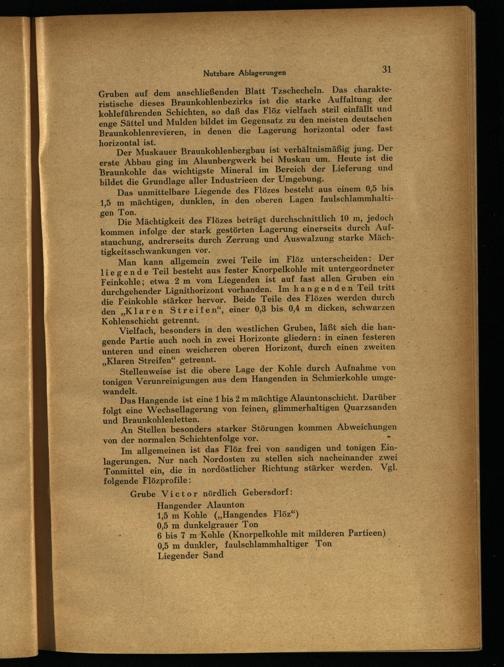 Nutzbare Ablagerungen 31
Gruben auf dem anschließenden Blatt Tzschecheln. Das charakte-
ristische dieses Braunkohlenbezirks ist die starke Auffaltung der
kohleführenden Schichten, so daß das Flöz vielfach steil einfällt und
enge Sättel und Mulden bildet im Gegensatz zu den meisten deutschen
Braunkohlenrevieren, in denen die Lagerung horizontal oder fast
horizontal ist.
Der Muskauer Braunkohlenbergbau ist verhältnismäßig jung. Der
erste Abbau ging im Alaunbergwerk bei Muskau um. Heute ist die
Braunkohle das wichtigste Mineral im Bereich der Lieferung und
bildet die Grundlage aller Industrieen der Umgebung.
Das unmittelbare Liegende des Flözes besteht aus einem 0,5 bis
1,5 m mächtigen, dunklen, in den oberen Lagen faulschlammhalti-
gen Ton.
Die Mächtigkeit des Flözes beträgt durchschnittlich 10 m, jedoch
kommen infolge der stark gestörten Lagerung einerseits durch Auf-
stauchung, andrerseits durch Zerrung und Auswalzung starke Mäch-
tigkeitsschwankungen vor.
Man kann allgemein zwei Teile im Flöz unterscheiden: Der
liegende Teil besteht aus fester Knorpelkohle mit untergeordneter
Feinkohle; etwa 2 m vom Liegenden ist auf fast allen Gruben ein
durchgehender Lignithorizont vorhanden. Im hangenden Teil tritt
die Feinkohle stärker hervor. Beide Teile des Flözes werden durch
den „Klaren Streifen“, einer 0,3 bis 0,4 m dicken, schwarzen
Kohlenschicht getrennt.
Vielfach, besonders in den westlichen Gruben, läßt sich die han-
gende Partie auch noch in zwei Horizonte gliedern: in einen festeren
unteren und einen weicheren oberen Horizont, durch einen zweiten
„Klaren Streifen“ getrennt.
Stellenweise ist die obere Lage der Kohle durch Aufnahme von
tonigen Verunreinigungen aus dem Hangenden in Schmierkohle umge-
wandelt.
Das Hangende ist eine 1 bis 2 m mächtige Alauntonschicht. Darüber
folgt eine Wechsellagerung von feinen, glimmerhaltigen Quarzsanden
und Braunkohlenletten.
An Stellen besonders starker Störungen kommen Abweichungen
von der normalen Schichtenfolge vor.
Im allgemeinen ist das Flöz frei von sandigen und tonigen Ein-
lagerungen. Nur nach Nordosten zu stellen sich nacheinander zwei
Tonmittel ein, die in nordöstlicher Richtung stärker werden. Vgl.
folgende Flözprofile:
Grube Victor nördlich Gebersdorf:
Hangender Alaunton
1,5 m Kohle („Hangendes Flöz“)
0,5 m dunkelgrauer Ton
6 bis 7 m Kohle (Knorpelkohle mit milderen Partieen)
0,5 m dunkler, faulschlammhaltiger Ton
Liegender Sand